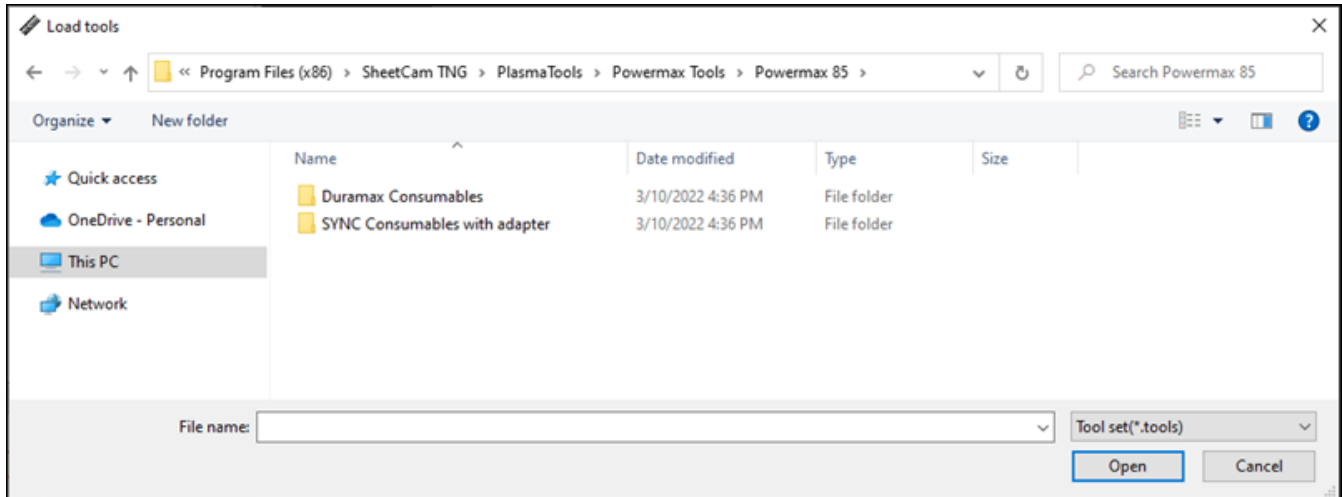 Load tools
« Program Files (x86) › SheetCam TNG › PlasmaTools › Powermax Tools › Powermax 85 › Search Powermax 85
Organize New folder
Name Date modified Type Size
Quick access
Duramax Consumables 3/10/2022 4:36 PM File folder
OneDrive - Personal
SYNC Consumables with adapter 3/10/2022 4:36 PM File folder
This PC
Network
File name: Tool set(*.tools)
Open Cancel